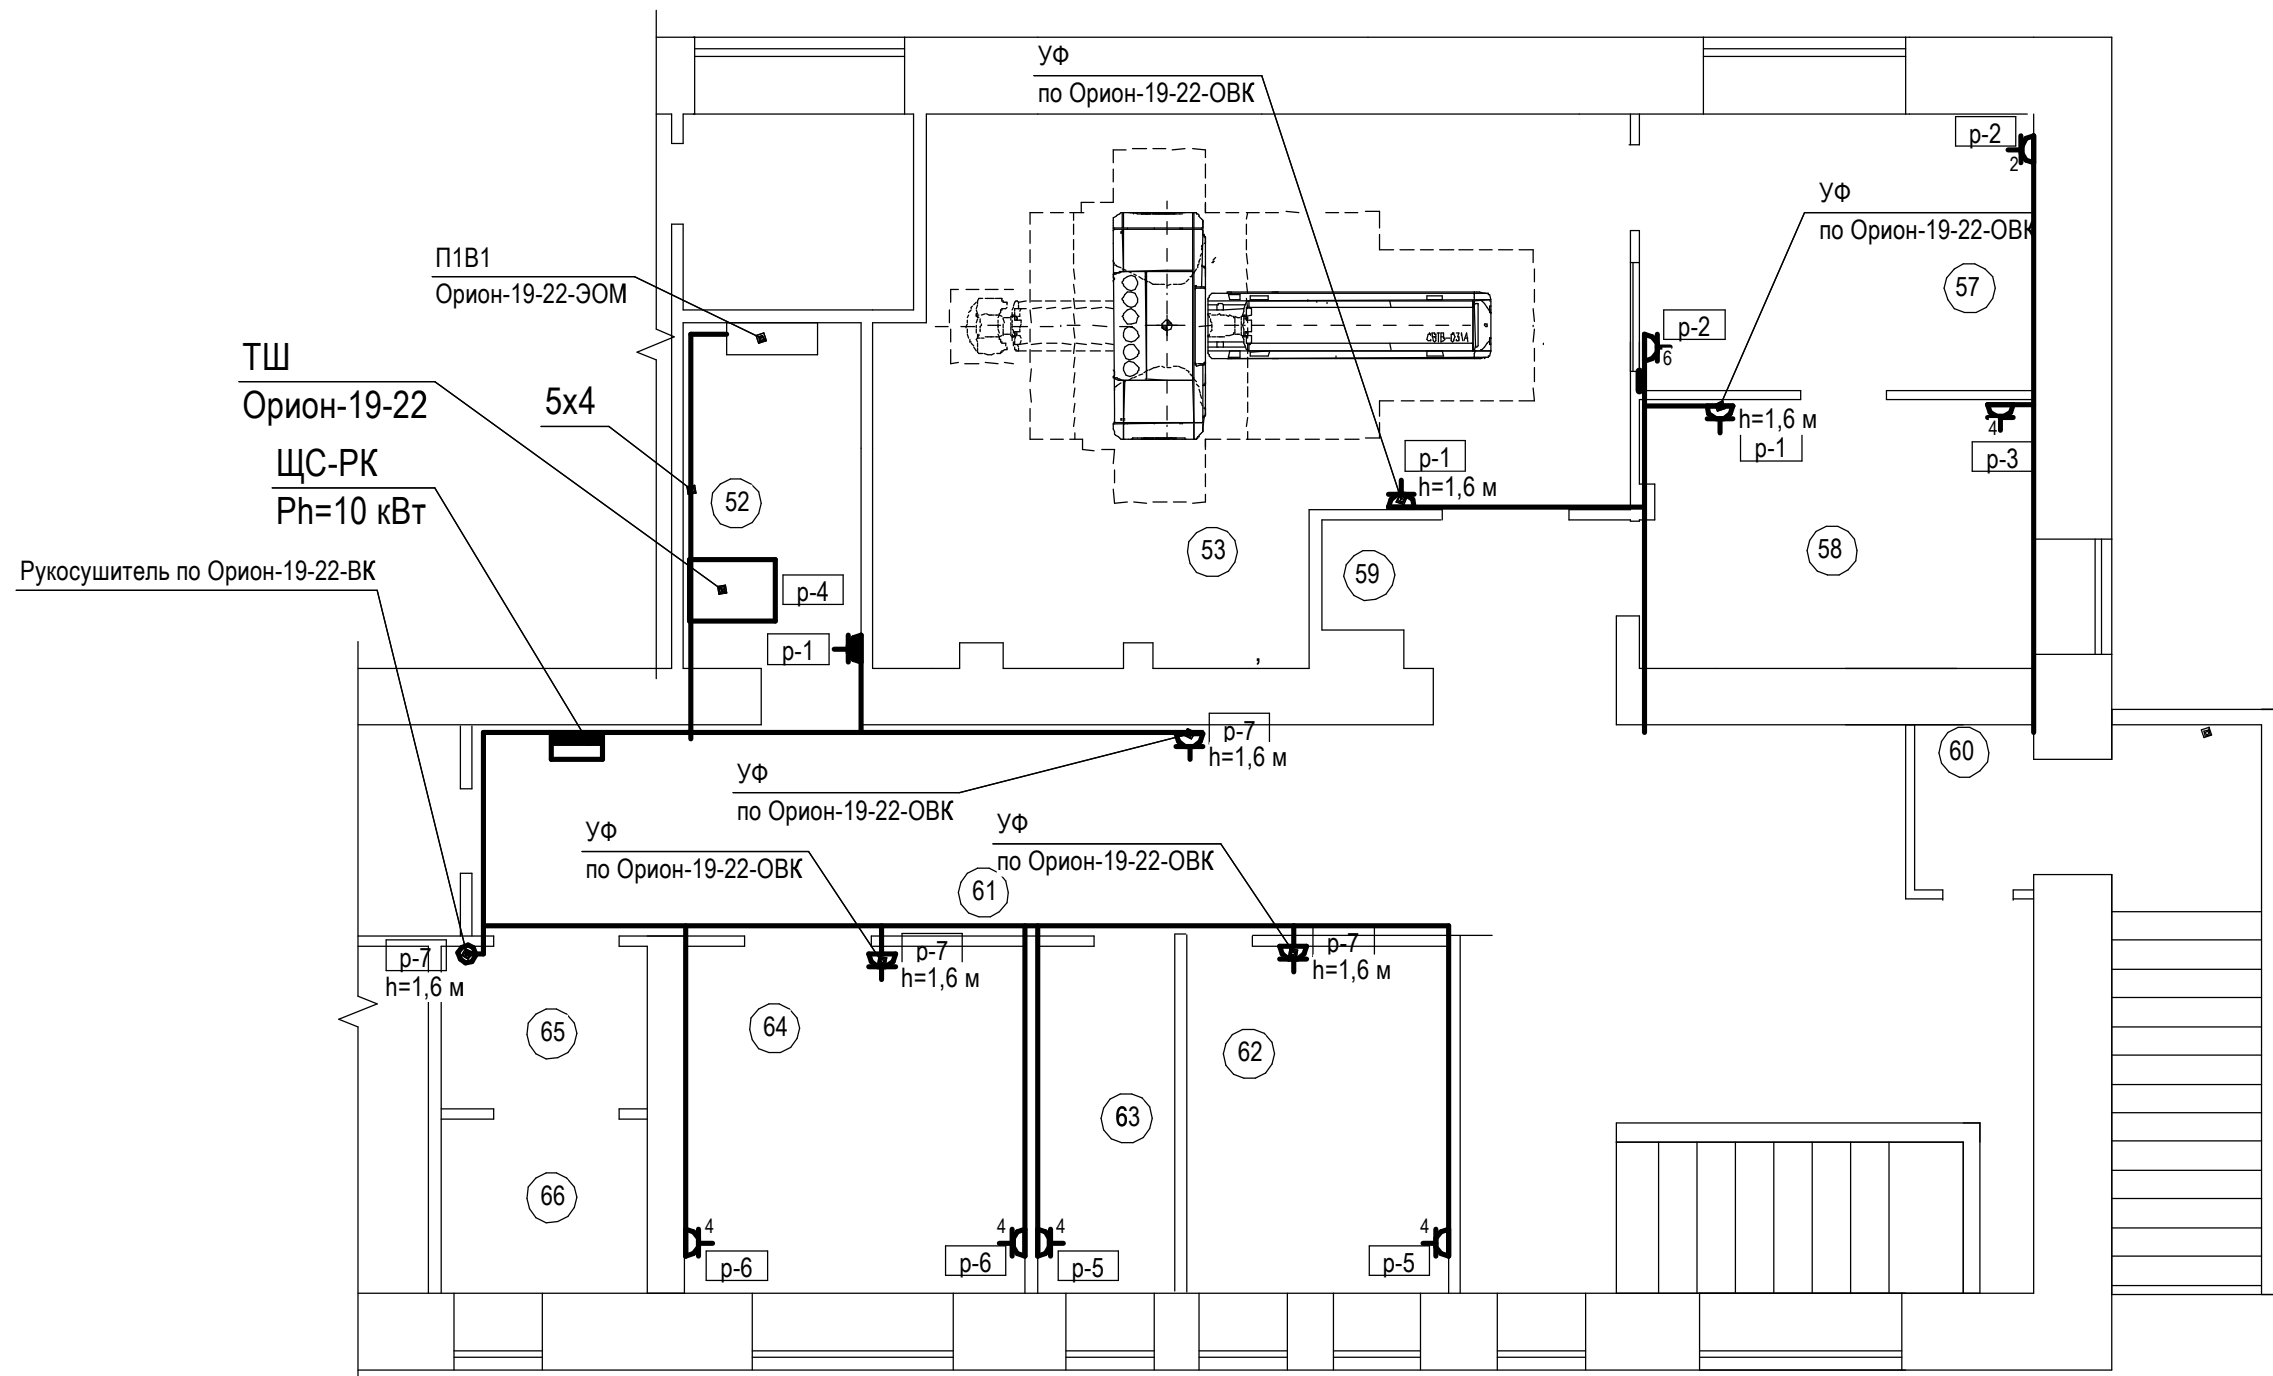 УФ
по Орион-19-22-ОВК
р-2
2
УФ
по Орион-19-22-ОВК
57
П1В1
Орион-19-22-ЭОМ
р-2
6
СВТВ-031А
ТШ
Орион-19-22
5х4
h=1,6 м
р-1
4
р-3
р-1
h=1,6 м
ЩС-РК
Рh=10 кВт
52
53
58
59
Рукосушитель по Орион-19-22-ВК
р-4
р-1
,
р-7
h=1,6 м
60
УФ
по Орион-19-22-ОВК
УФ
по Орион-19-22-ОВК
УФ
по Орион-19-22-ОВК
61
р-7
h=1,6 м
р-7
h=1,6 м
р-7
h=1,6 м
65
64
62
63
66
4
р-6
4
р-6
4
р-5
4
р-5